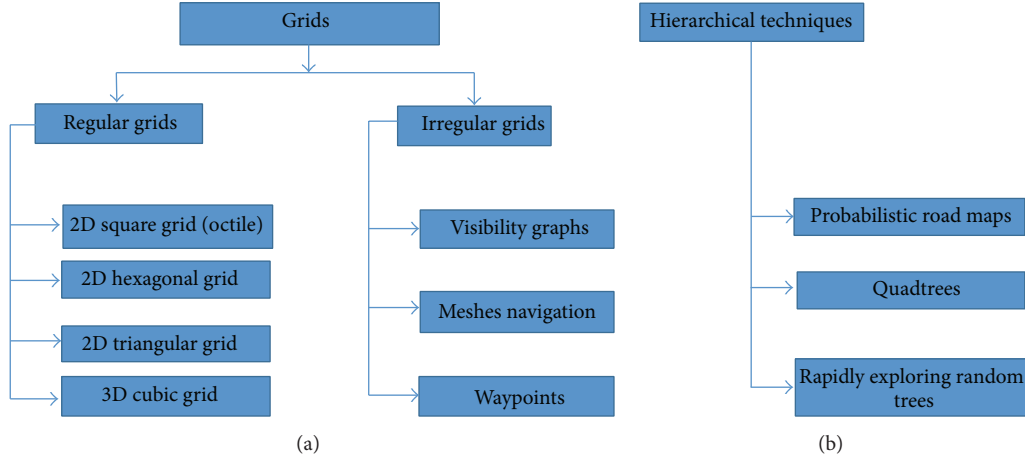 Grids
Regular grids
2D square grid (octile)
2D hexagonal grid
2D triangular grid
3D cubic grid
Irregular grids
Visibility graphs
Meshes navigation
Waypoints
(a)
Hierarchical techniques
Probabilistic road maps
Quadtrees
Rapidly exploring random
trees
(b)